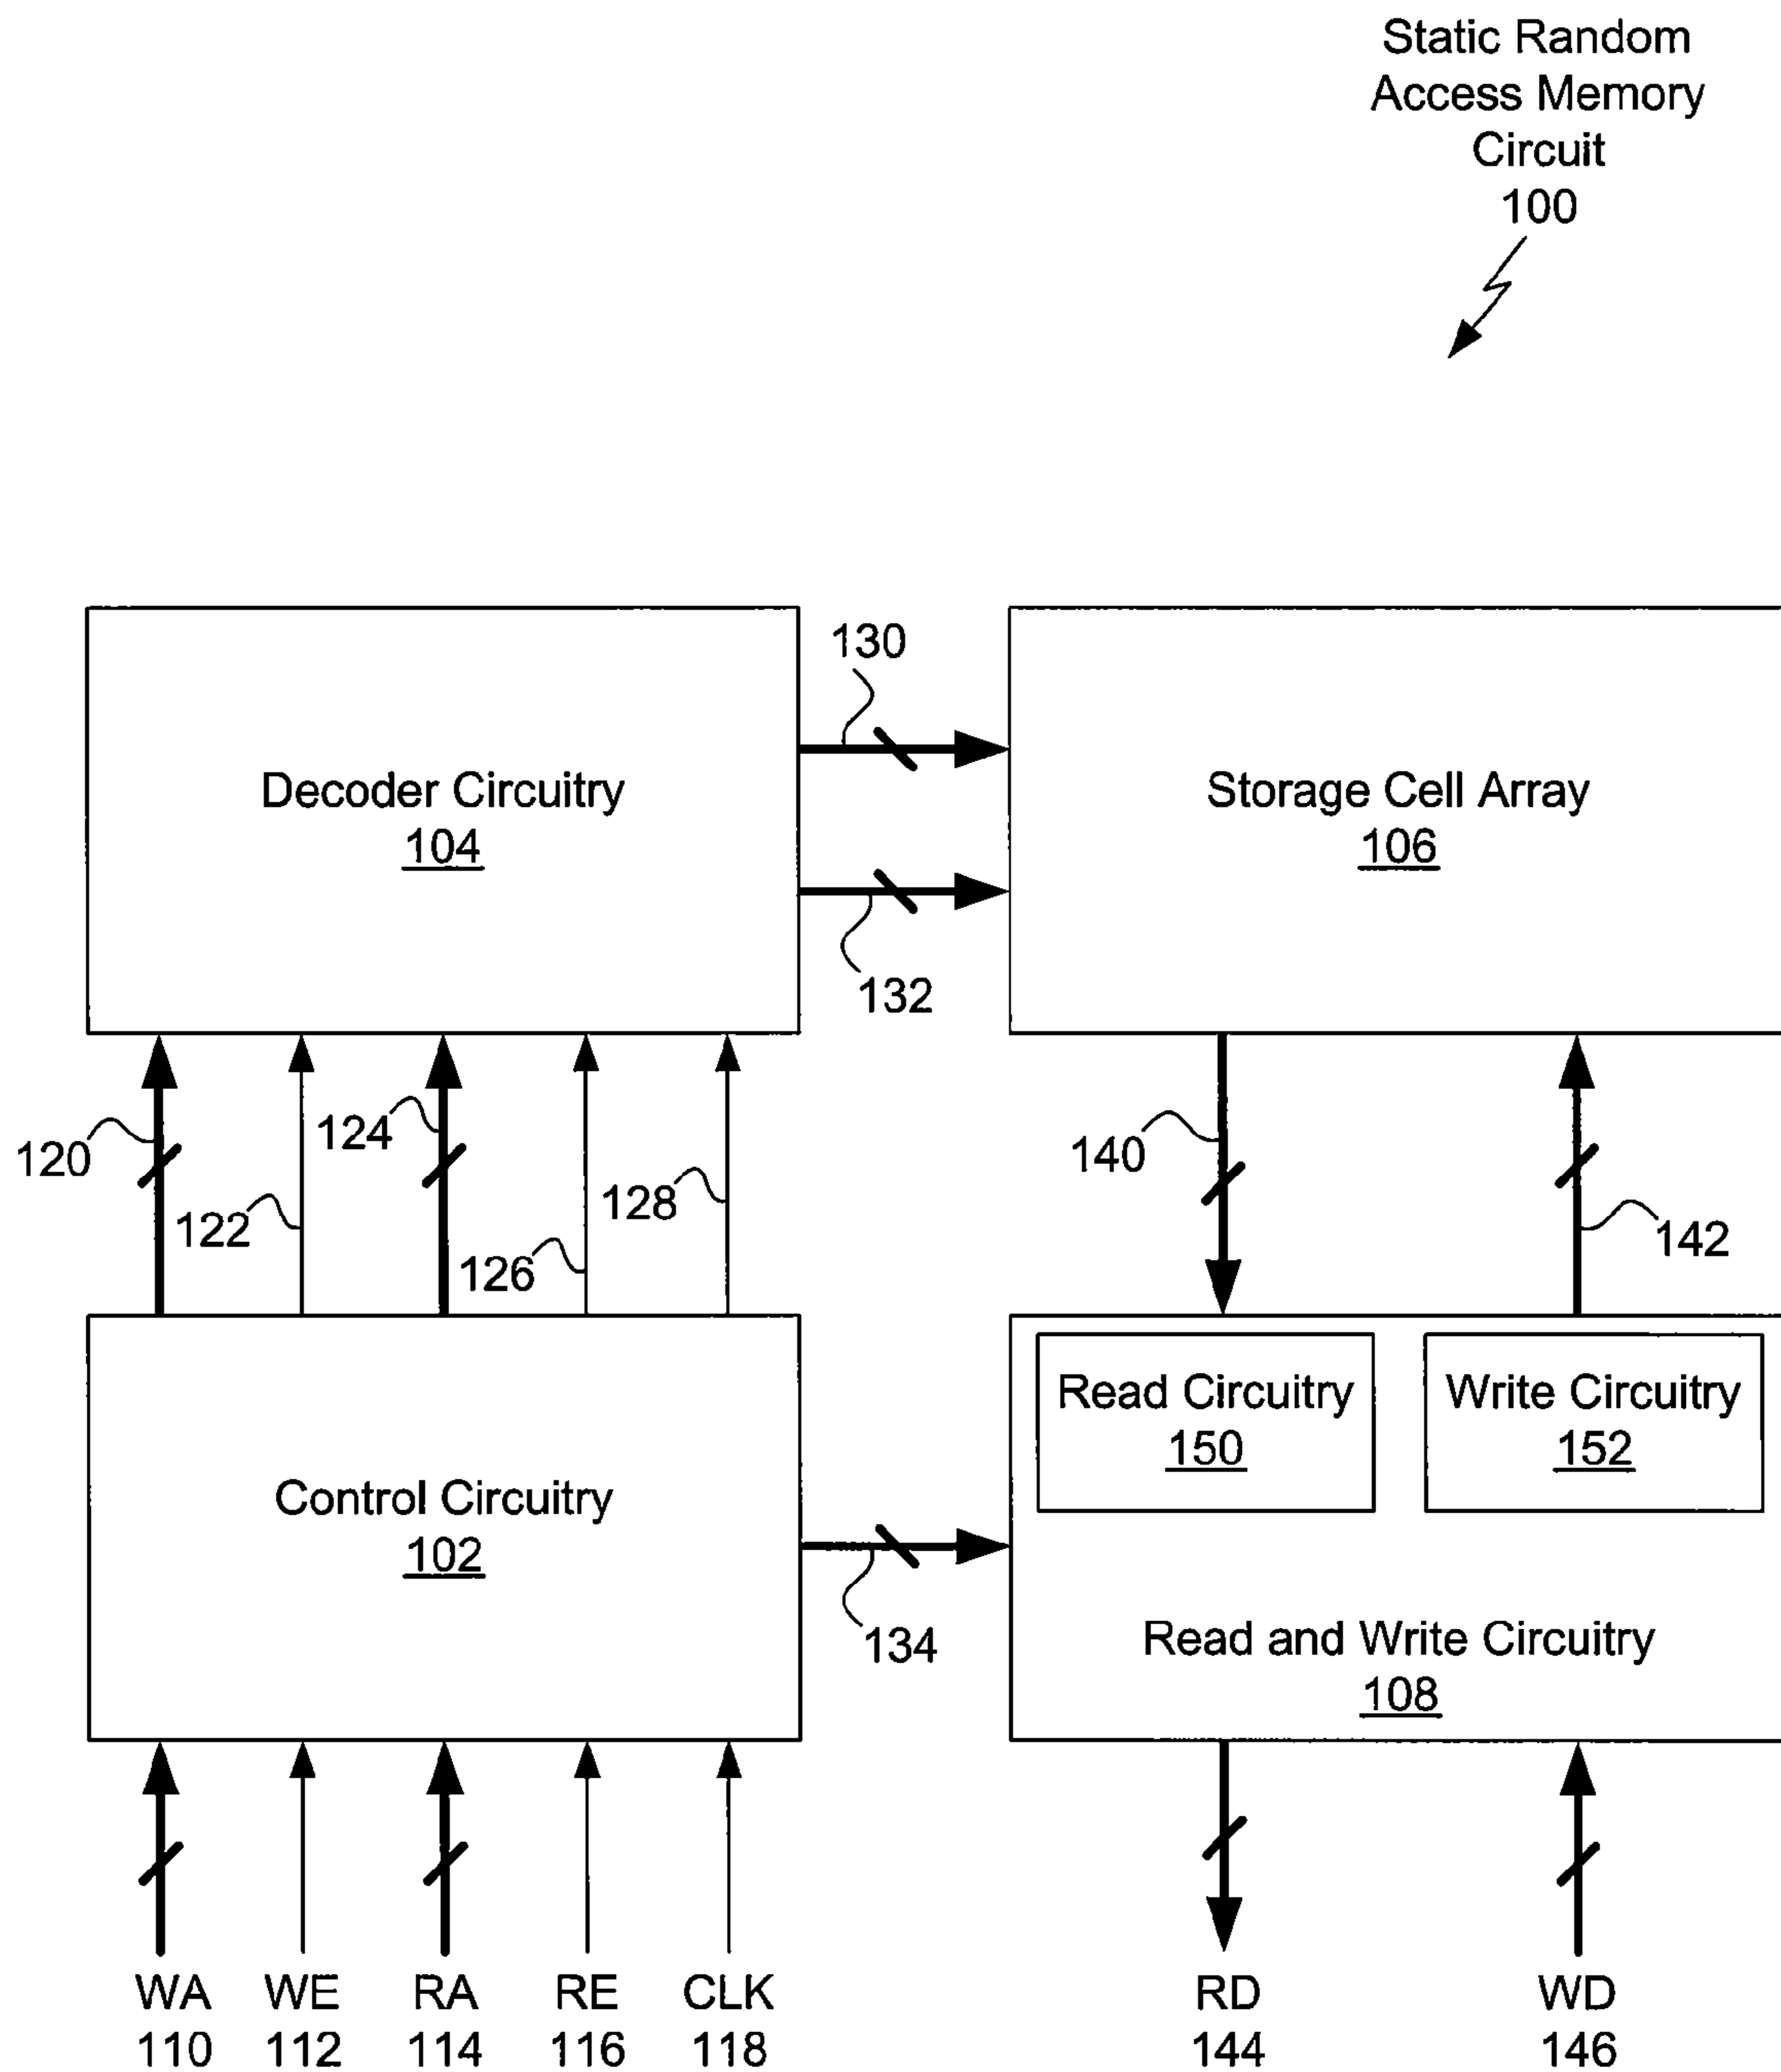 Static Random
Access Memory
Circuit
100
130
Decoder Circuitry
104
Storage Cell Array
106
132
120
122
124
126
128
140
142
Read Circuitry
150
Write Circuitry
152
Control Circuitry
102
134
Read and Write Circuitry
108
WA WE RA RE CLK RD WD
110 112 114 116 118 144 146